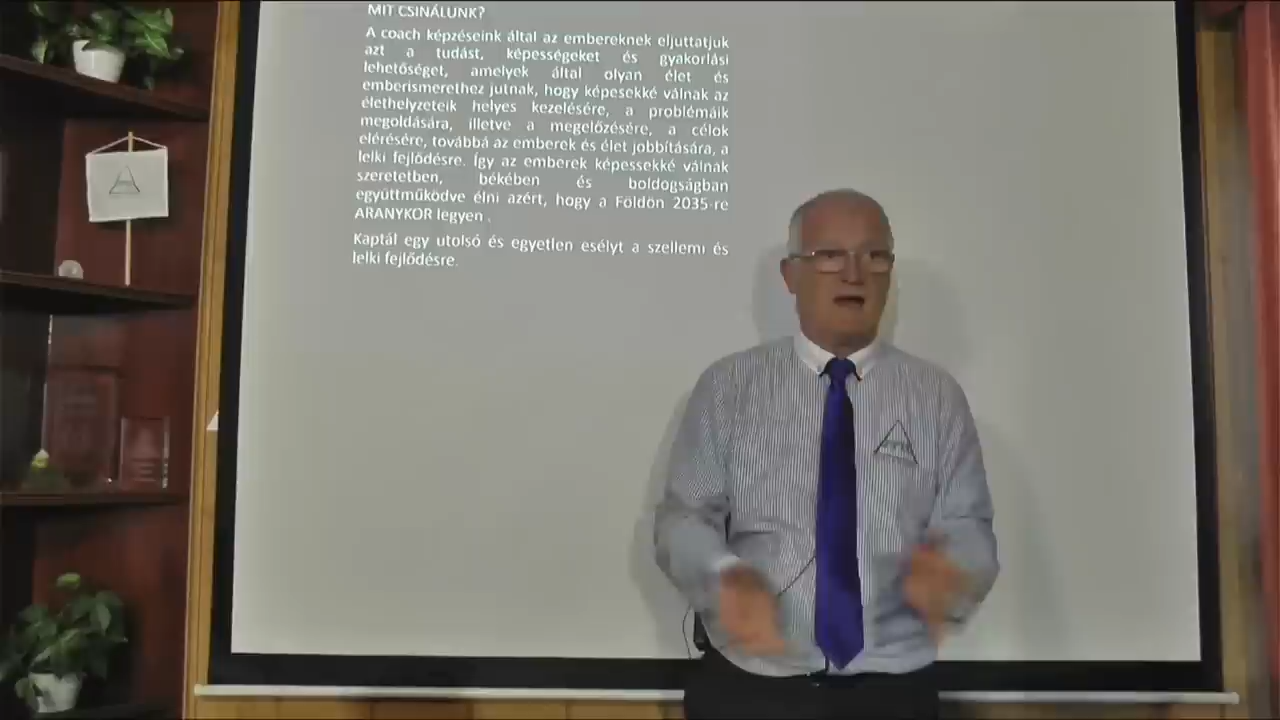 MIT CSINÁLUNK?
A coach képzéseink által az embereknek eljuttatjuk
azt a tudást, képességeket és gyakorlási
lehetőséget, amelyek által olyan élet és
emberismerethez jutnak, hogy képesekké válnak az
élethelyzeteik helyes kezelésére, a problémáik
megoldására, illetve a megelőzésére, a célok
elérésére, továbbá az emberek és élet jobbítására, a
lelki fejlődésre. Így az emberek képessekké válnak
szeretetben, békében és boldogságban
együttműködve élni azért, hogy a Földön 2035-re
ARANYKOR legyen .
Kaptál egy utolsó és egyetlen esélyt a szellemi és
lelki fejlődésre.